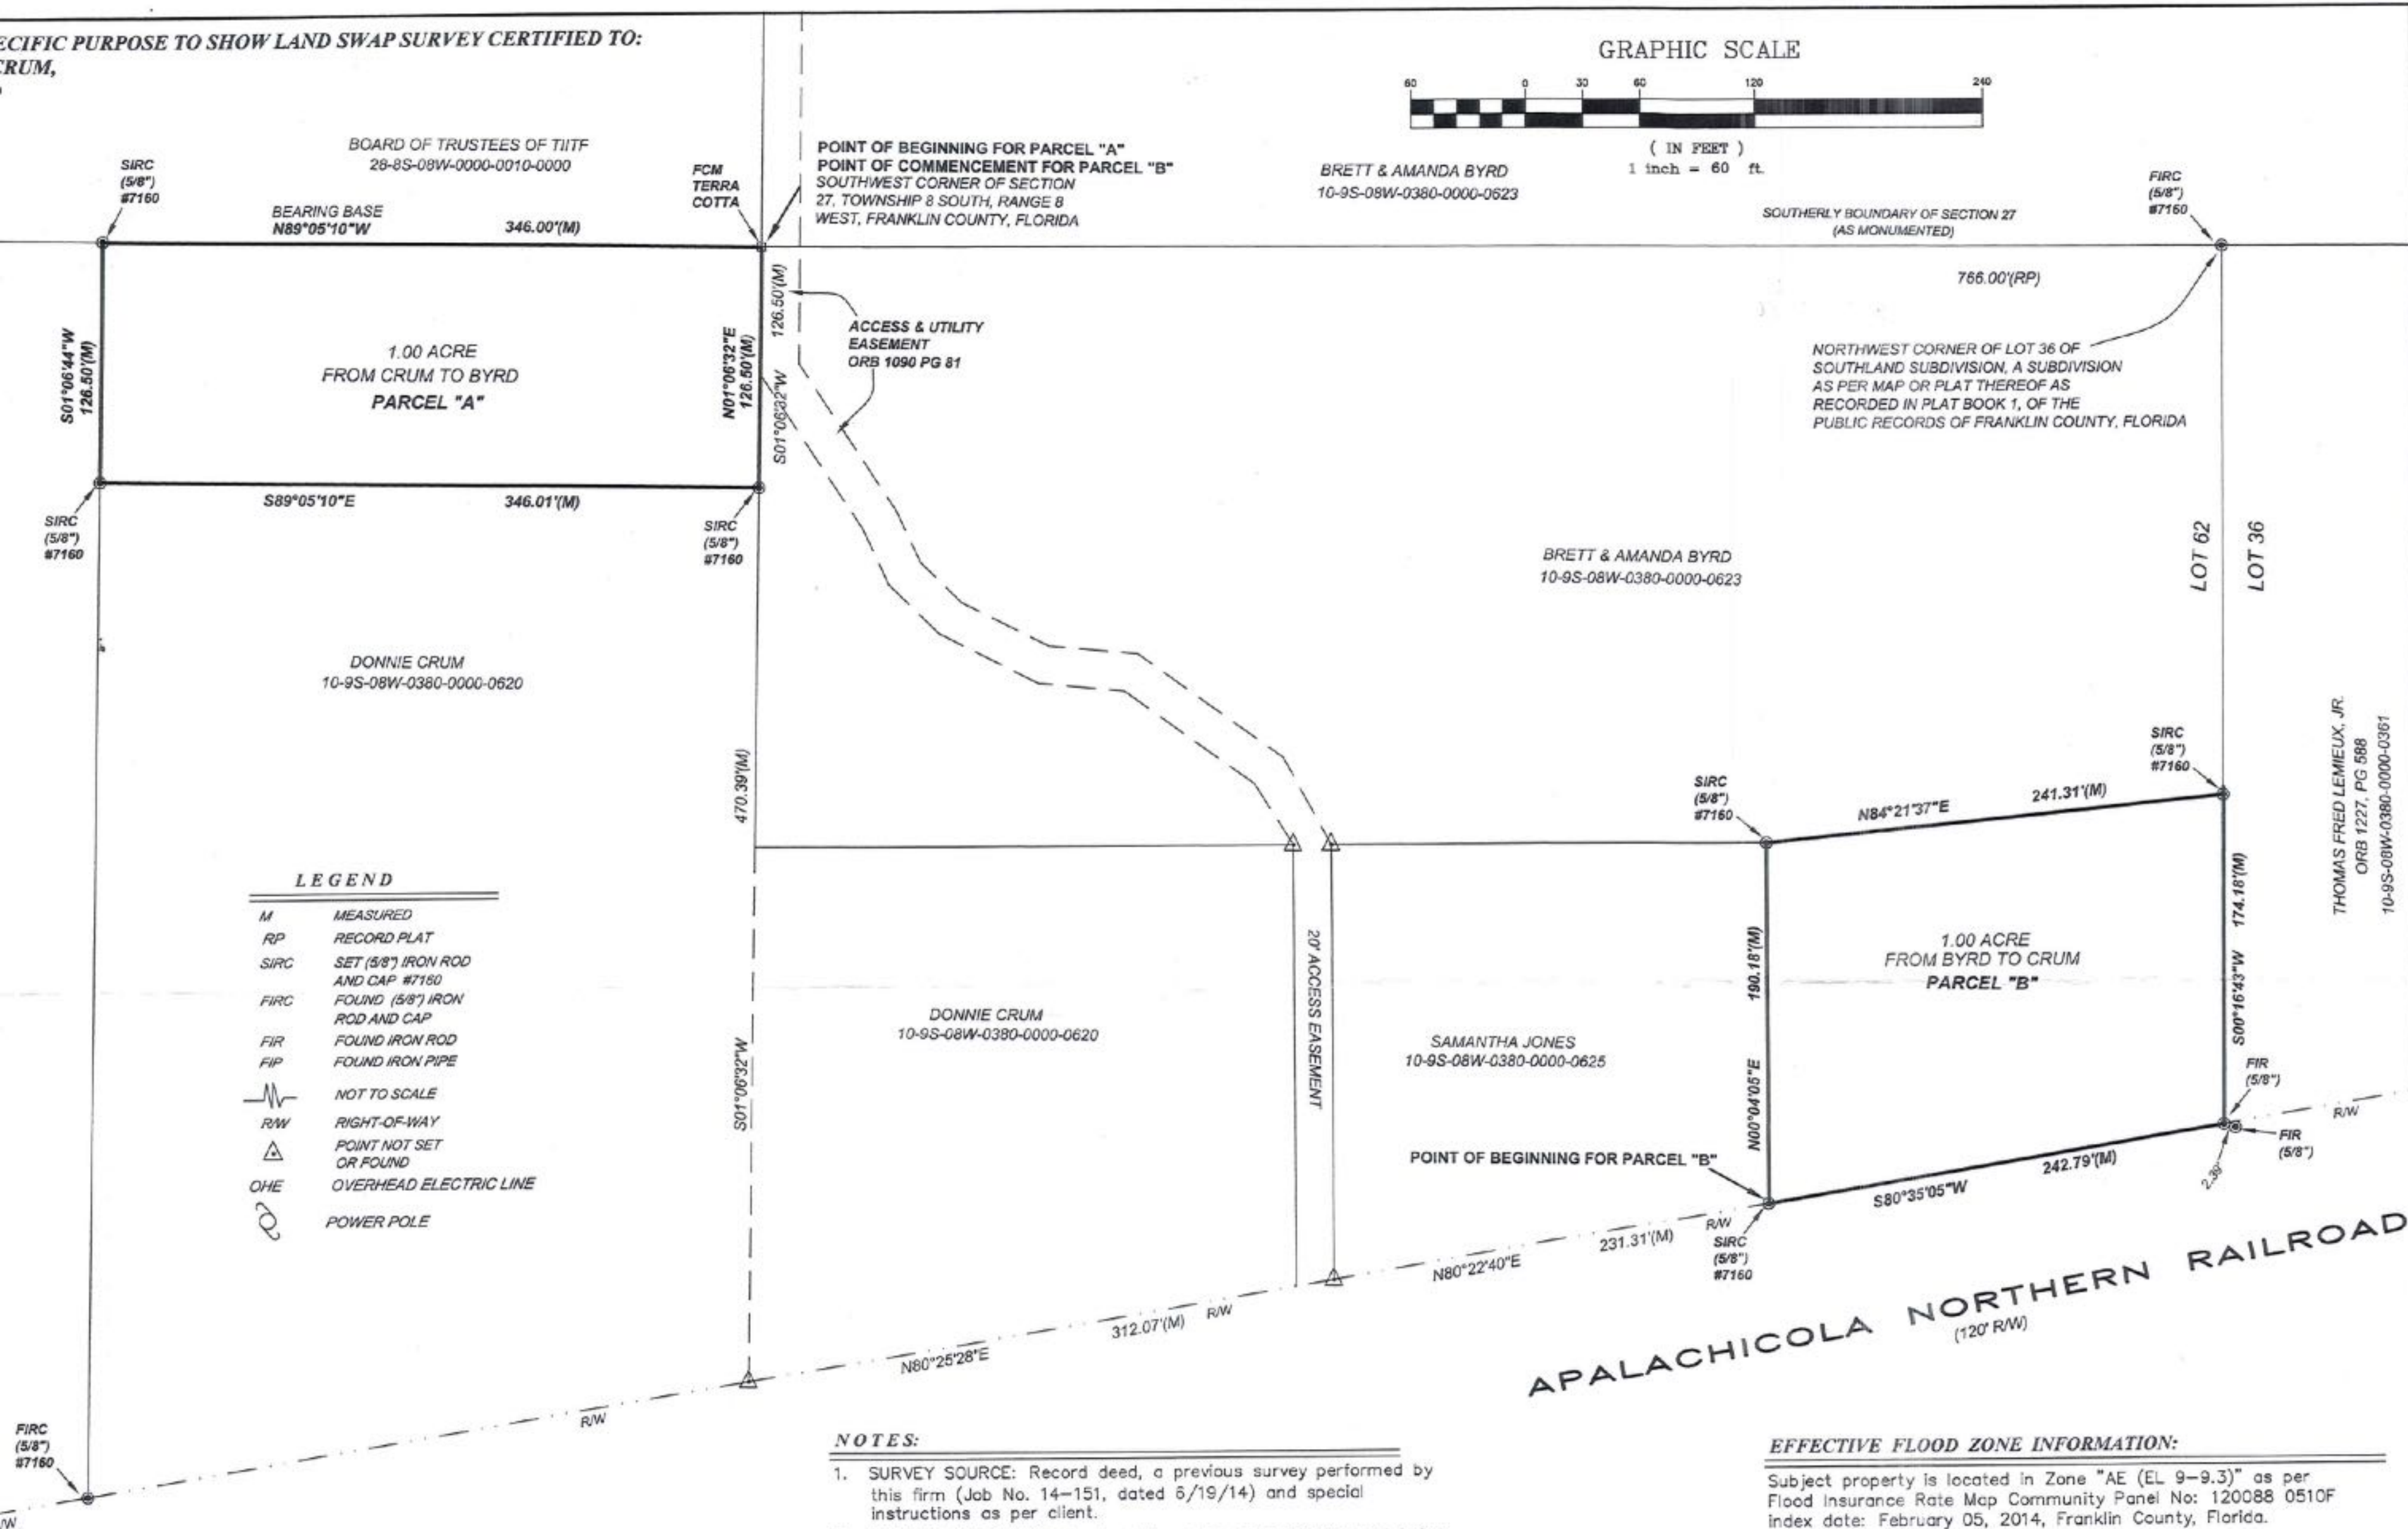 ECIFIC PURPOSE TO SHOW LAND SWAP SURVEY CERTIFIED TO:
CRUM,
GRAPHIC SCALE
60 0 30 60 120 240
( IN FEET )
1 inch = 60 ft.
BOARD OF TRUSTEES OF TIITF
28-8S-08W-0000-0010-0000
SIRC
(5/8")
#7160
BEARING BASE
N89°05'10"W 346.00'(M)
FCM
TERRA
COTTA
POINT OF BEGINNING FOR PARCEL "A"
POINT OF COMMENCEMENT FOR PARCEL "B"
SOUTHWEST CORNER OF SECTION
27, TOWNSHIP 8 SOUTH, RANGE 8
WEST, FRANKLIN COUNTY, FLORIDA
BRETT & AMANDA BYRD
10-9S-08W-0380-0000-0623
SOUTHERLY BOUNDARY OF SECTION 27
(AS MONUMENTED)
FIRC
(5/8")
#7160
766.00'(RP)
S01°06'44"W
126.50'(M)
1.00 ACRE
FROM CRUM TO BYRD
PARCEL "A"
N01°06'32"E
126.50'(M)
126.50'(M)
S01°06'32"W
ACCESS & UTILITY
EASEMENT
ORB 1090 PG 81
NORTHWEST CORNER OF LOT 36 OF
SOUTHLAND SUBDIVISION, A SUBDIVISION
AS PER MAP OR PLAT THEREOF AS
RECORDED IN PLAT BOOK 1, OF THE
PUBLIC RECORDS OF FRANKLIN COUNTY, FLORIDA
S89°05'10"E 346.01'(M)
SIRC
(5/8")
#7160
SIRC
(5/8")
#7160
BRETT & AMANDA BYRD
10-9S-08W-0380-0000-0623
LOT 62
LOT 36
DONNIE CRUM
10-9S-08W-0380-0000-0620
470.39'(M)
THOMAS FRED LEMIEUX, JR.
ORB 1227, PG 588
10-9S-08W-0380-0000-0361
SIRC
(5/8")
#7160
SIRC
(5/8")
#7160
N84°21'37"E 241.31'(M)
LEGEND
M MEASURED
RP RECORD PLAT
SIRC SET (5/8") IRON ROD
AND CAP #7160
FIRC FOUND (5/8") IRON
ROD AND CAP
FIR FOUND IRON ROD
FIP FOUND IRON PIPE
NOT TO SCALE
R/W RIGHT-OF-WAY
POINT NOT SET
OR FOUND
OHE OVERHEAD ELECTRIC LINE
POWER POLE
S01°06'32"W
DONNIE CRUM
10-9S-08W-0380-0000-0620
20' ACCESS EASEMENT
SAMANTHA JONES
10-9S-08W-0380-0000-0625
N00°04'05"E 190.18'(M)
1.00 ACRE
FROM BYRD TO CRUM
PARCEL "B"
S00°16'43"W 174.18'(M)
FIR
(5/8")
R/W
FIR
(5/8")
2.39'
POINT OF BEGINNING FOR PARCEL "B"
S80°35'05"W 242.79'(M)
R/W
SIRC
(5/8")
#7160
N80°22'40"E 231.31'(M)
N80°25'28"E 312.07'(M) R/W
R/W
APALACHICOLA NORTHERN RAILROAD
(120' R/W)
FIRC
(5/8")
#7160
NOTES:
1. SURVEY SOURCE: Record deed, a previous survey performed by
this firm (Job No. 14-151, dated 6/19/14) and special
instructions as per client.
EFFECTIVE FLOOD ZONE INFORMATION:
Subject property is located in Zone "AE (EL 9-9.3)" as per
Flood Insurance Rate Map Community Panel No: 120088 0510F
index date: February 05, 2014, Franklin County, Florida.